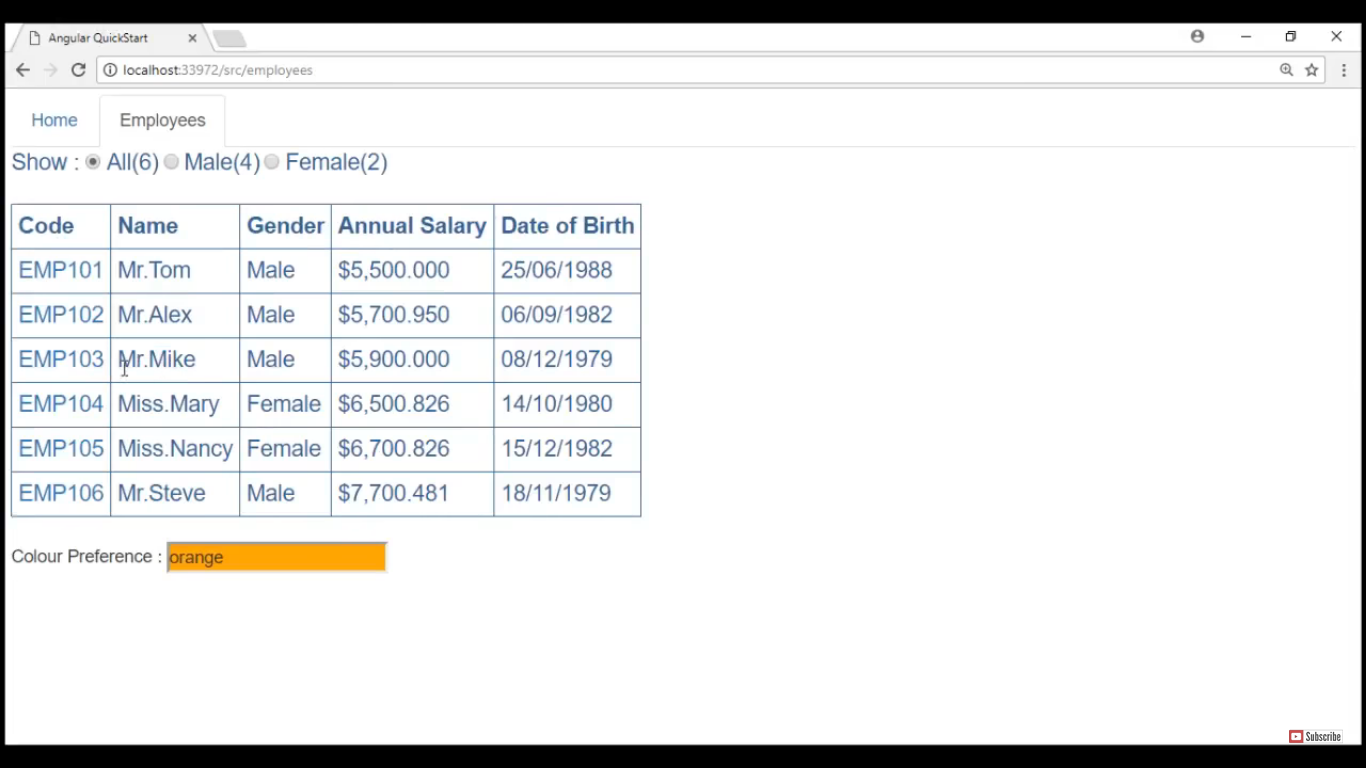 Angular QuickStart
localhost:33972/src/employees
Home Employees
Show : All(6) Male(4) Female(2)
Code Name Gender Annual Salary Date of Birth
EMP101 Mr.Tom Male $5,500.000 25/06/1988
EMP102 Mr.Alex Male $5,700.950 06/09/1982
EMP103 Mr.Mike Male $5,900.000 08/12/1979
EMP104 Miss.Mary Female $6,500.826 14/10/1980
EMP105 Miss.Nancy Female $6,700.826 15/12/1982
EMP106 Mr.Steve Male $7,700.481 18/11/1979
Colour Preference : orange
Subscribe